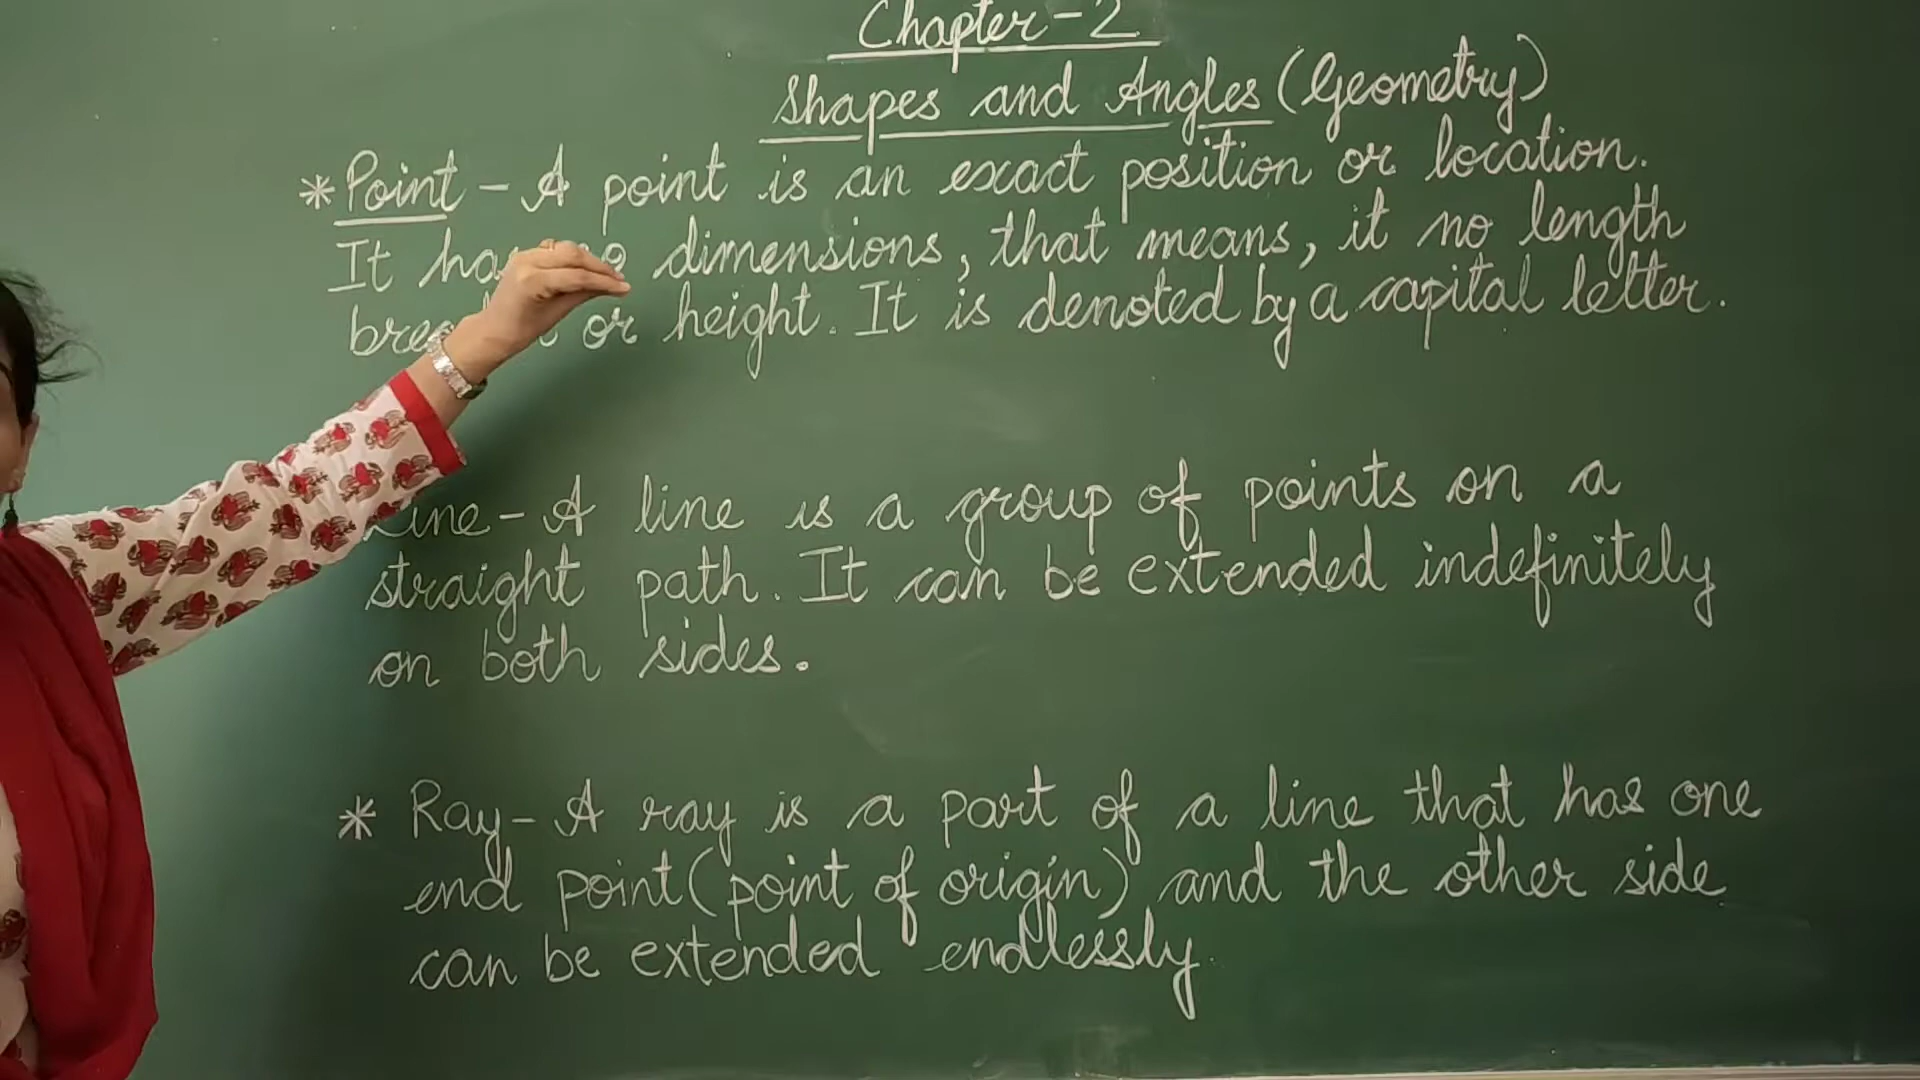 Chapter-2
Shapes and Angles (Geometry)
*Point - A point is an exact position or location.
It has no dimensions, that means, it no length
or height. It is denoted by a capital letter.
Line - A line is a group of points on a
straight path. It can be extended indefinitely
on both sides.
* Ray - A ray is a part of a line that has one
end point (point of origin) and the other side
can be extended endlessly.